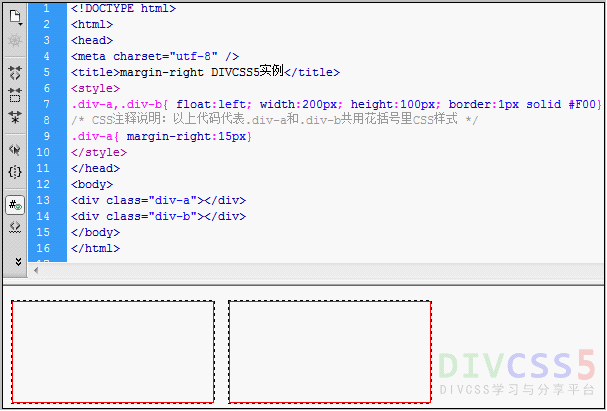 1 <!DOCTYPE html>
2 <html>
3 <head>
4 <meta charset="utf-8" />
5 <title>margin-right DIVCSS5实例</title>
6 <style>
7 .div-a,.div-b{ float:left; width:200px; height:100px; border:1px solid #F00}
8 /* CSS注释说明：以上代码代表.div-a和.div-b共用花括号里CSS样式 */
9 .div-a{ margin-right:15px}
10 </style>
11 </head>
12 <body>
13 <div class="div-a"></div>
14 <div class="div-b"></div>
15 </body>
16 </html>
DIVCSS5
DIVCSS学习与分享平台